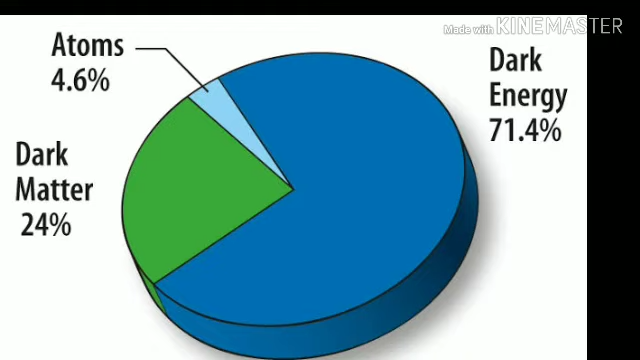 Made with KINEMASTER
Atoms
4.6%
Dark
Energy
71.4%
Dark
Matter
24%